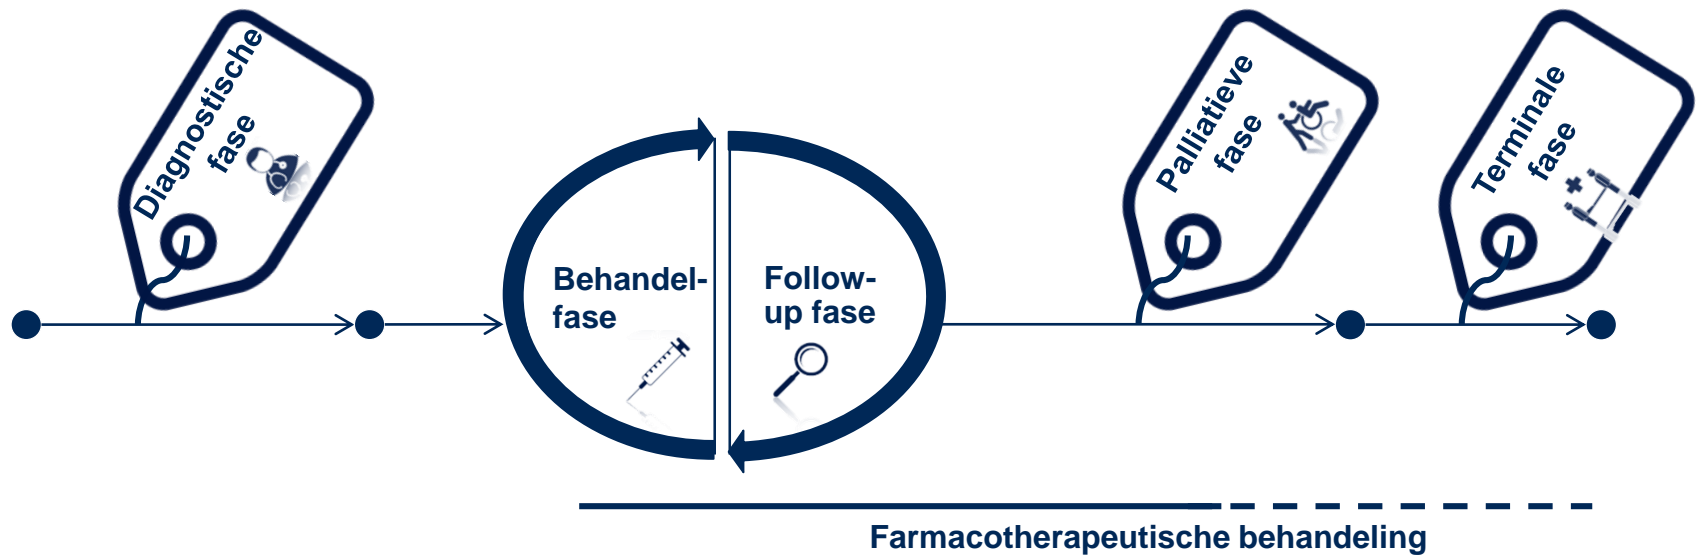 Diagnostische
fase
Behandel-
fase
Follow-
up fase
Palliatieve
fase
Terminale
fase
Farmacotherapeutische behandeling